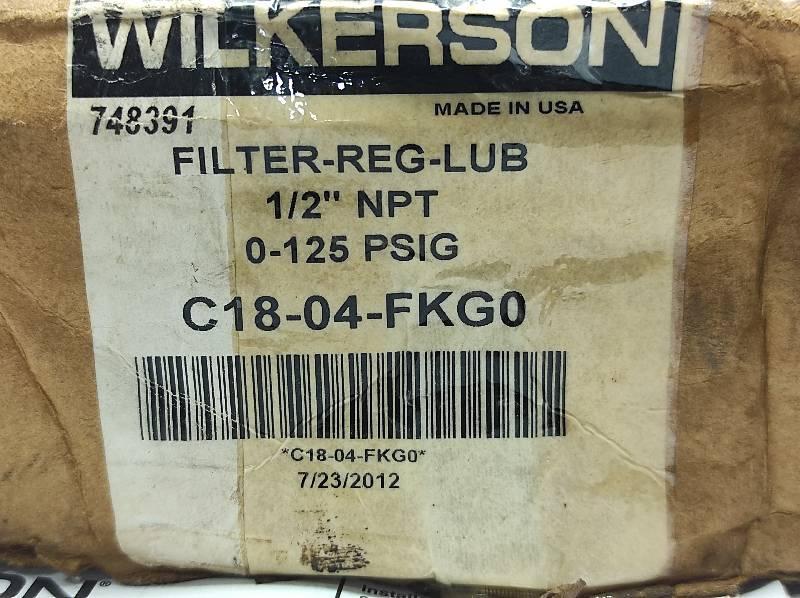 WILKERSON
748391
MADE IN USA
FILTER-REG-LUB
1/2" NPT
0-125 PSIG
C18-04-FKG0
*C18-04-FKG0*
7/23/2012
ON®